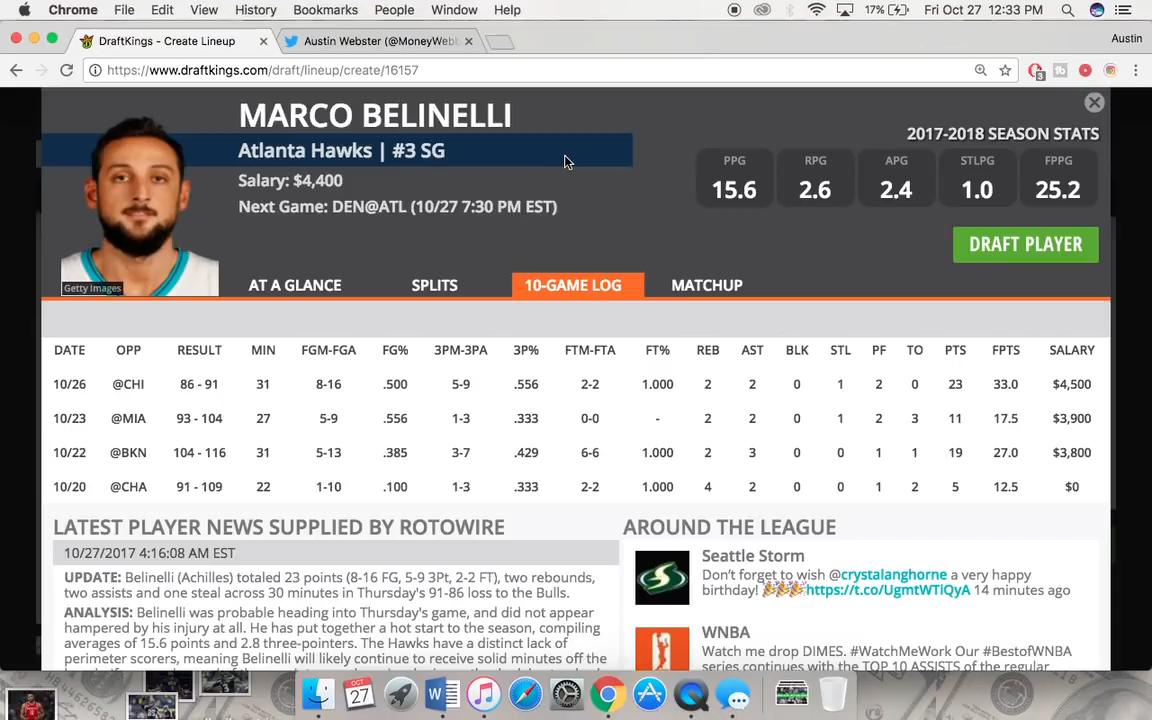 Chrome File Edit View History Bookmarks People Window Help 17% Fri Oct 27 12:33 PM
DraftKings - Create Lineup Austin Webster (@MoneyWebb Austin
https://www.draftkings.com/draft/lineup/create/16157 3
MARCO BELINELLI
Atlanta Hawks | #3 SG
Salary: $4,400
Next Game: DEN@ATL (10/27 7:30 PM EST)
Getty Images
2017-2018 SEASON STATS
PPG RPG APG STLPG FPPG
15.6 2.6 2.4 1.0 25.2
DRAFT PLAYER
AT A GLANCE SPLITS 10-GAME LOG MATCHUP
DATE OPP RESULT MIN FGM-FGA FG% 3PM-3PA 3P% FTM-FTA FT% REB AST BLK STL PF TO PTS FPTS SALARY
10/26 @CHI 86 - 91 31 8-16 .500 5-9 .556 2-2 1.000 2 2 0 1 2 0 23 33.0 $4,500
10/23 @MIA 93 - 104 27 5-9 .556 1-3 .333 0-0 - 2 2 0 1 2 3 11 17.5 $3,900
10/22 @BKN 104 - 116 31 5-13 .385 3-7 .429 6-6 1.000 2 3 0 0 1 1 19 27.0 $3,800
10/20 @CHA 91 - 109 22 1-10 .100 1-3 .333 2-2 1.000 4 2 0 0 1 2 5 12.5 $0
LATEST PLAYER NEWS SUPPLIED BY ROTOWIRE
10/27/2017 4:16:08 AM EST
UPDATE: Belinelli (Achilles) totaled 23 points (8-16 FG, 5-9 3Pt, 2-2 FT), two rebounds,
two assists and one steal across 30 minutes in Thursday's 91-86 loss to the Bulls.
ANALYSIS: Belinelli was probable heading into Thursday's game, and did not appear
hampered by his injury at all. He has put together a hot start to the season, compiling
averages of 15.6 points and 2.8 three-pointers. The Hawks have a distinct lack of
perimeter scorers, meaning Belinelli will likely continue to receive solid minutes off the
AROUND THE LEAGUE
Seattle Storm
Don't forget to wish @crystalanghorne a very happy
birthday! 🎉🎉🎉https://t.co/UgmtWTiQyA 14 minutes ago
WNBA
Watch me drop DIMES. #WatchMeWork Our #BestofWNBA
series continues with the TOP 10 ASSISTS of the regular
OCT
27